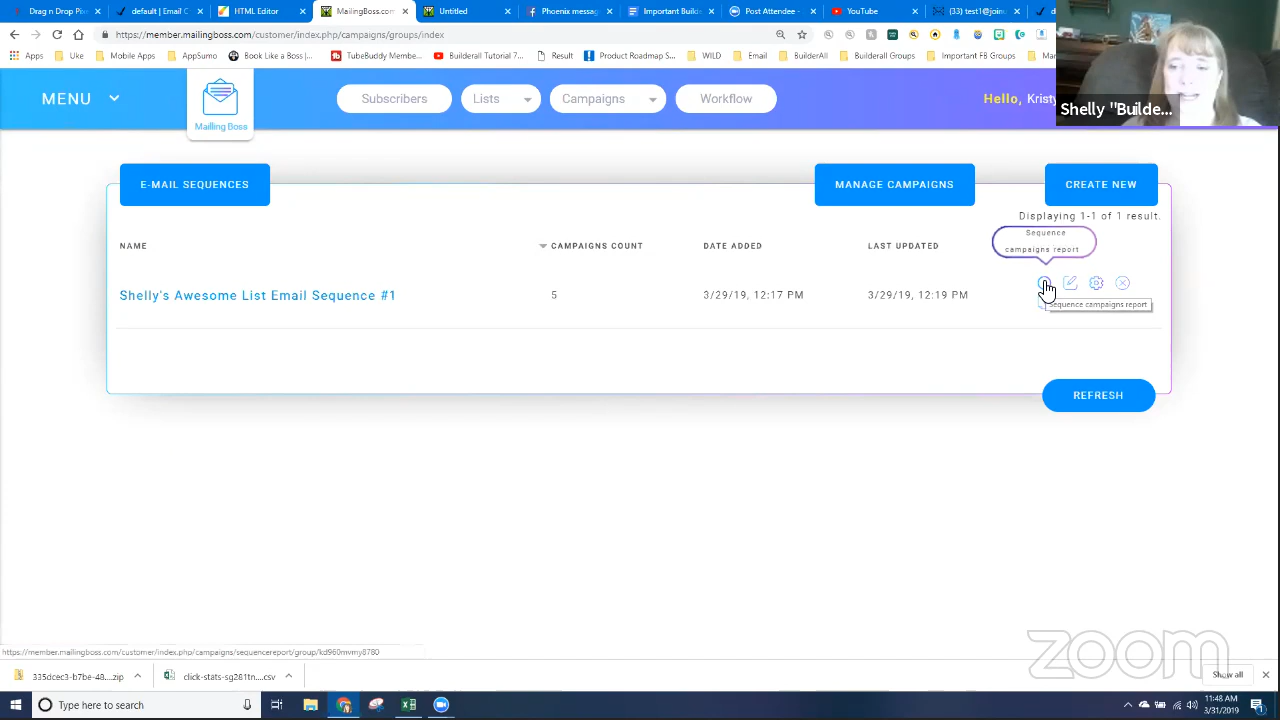 Drag n Drop Pixe
default | Email C
HTML Editor
MailingBoss.com
Untitled
Phoenix messag
Important Builde
Post Attendee -
YouTube
(33) test1@joinu
https://member.mailingboss.com/customer/index.php/campaigns/groups/index
Apps
Uke
Mobile Apps
AppSumo
Book Like a Boss |...
TubeBuddy Membe...
Builderall Tutorial 7...
Result
Product Roadmap S...
WILD
Email
BuilderAll
Builderall Groups
Important FB Groups
Mar
MENU
Mailling Boss
Subscribers
Lists
Campaigns
Workflow
Hello, Kristy
Shelly "Builde...
E-MAIL SEQUENCES
MANAGE CAMPAIGNS
CREATE NEW
Displaying 1-1 of 1 result.
Sequence
campaigns report
NAME
CAMPAIGNS COUNT
DATE ADDED
LAST UPDATED
Shelly's Awesome List Email Sequence #1
5
3/29/19, 12:17 PM
3/29/19, 12:19 PM
Sequence campaigns report
REFRESH
zoom
https://member.mailingboss.com/customer/index.php/campaigns/sequencereport/group/kd960mvmy8780
335dcec3-b7be-48....zip
click-stats-sg281tn....csv
Show all
Type here to search
11:48 AM
3/31/2019